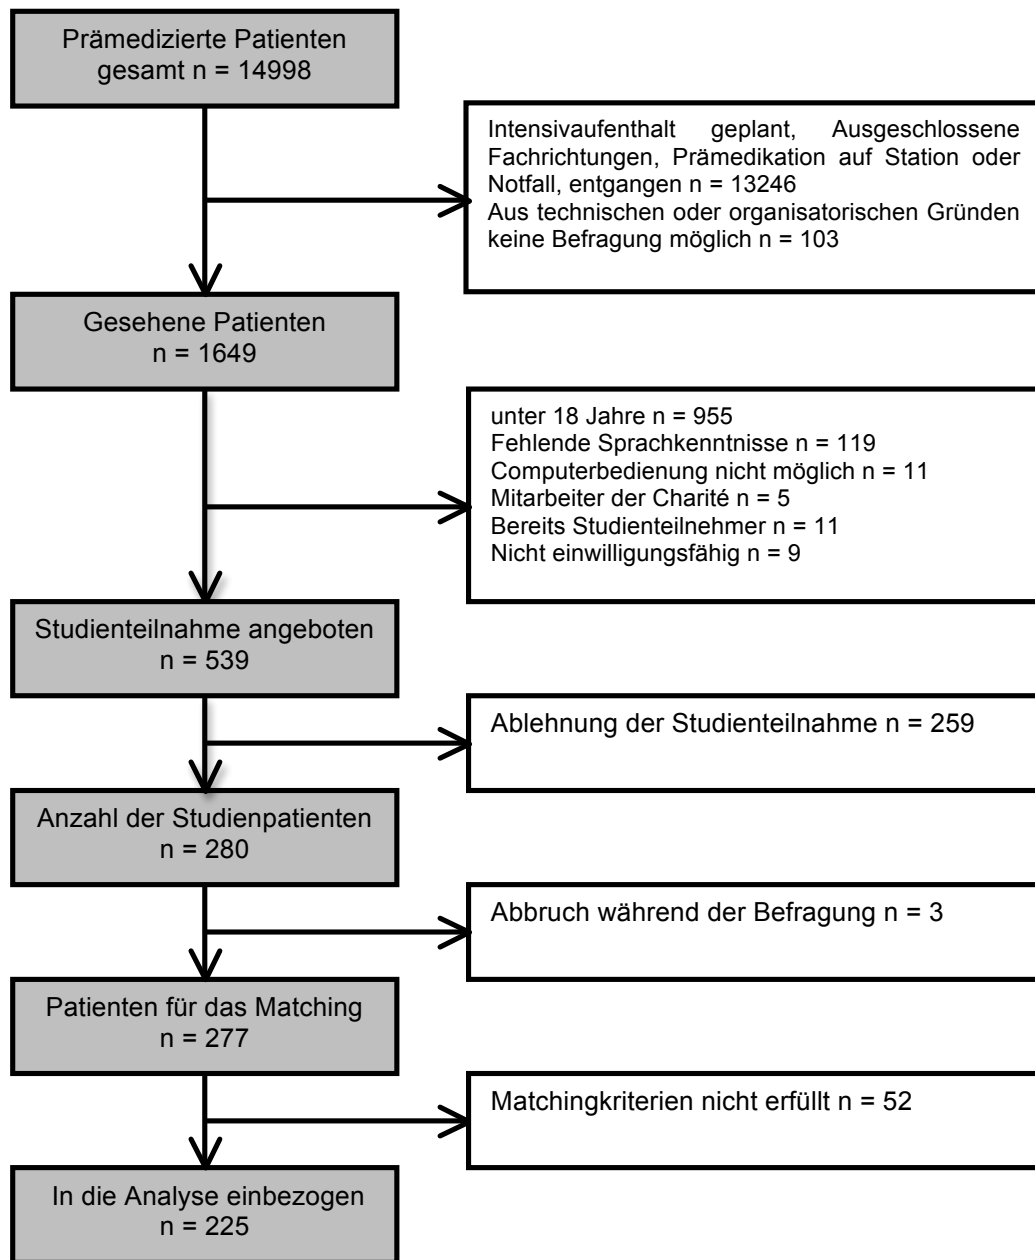 Prämedizierte Patienten
gesamt n = 14998
Intensivaufenthalt geplant, Ausgeschlossene
Fachrichtungen, Prämedikation auf Station oder
Notfall, entgangen n = 13246
Aus technischen oder organisatorischen Gründen
keine Befragung möglich n = 103
Gesehene Patienten
n = 1649
unter 18 Jahre n = 955
Fehlende Sprachkenntnisse n = 119
Computerbedienung nicht möglich n = 11
Mitarbeiter der Charité n = 5
Bereits Studienteilnehmer n = 11
Nicht einwilligungsfähig n = 9
Studienteilnahme angeboten
n = 539
Ablehnung der Studienteilnahme n = 259
Anzahl der Studienpatienten
n = 280
Abbruch während der Befragung n = 3
Patienten für das Matching
n = 277
Matchingkriterien nicht erfüllt n = 52
In die Analyse einbezogen
n = 225